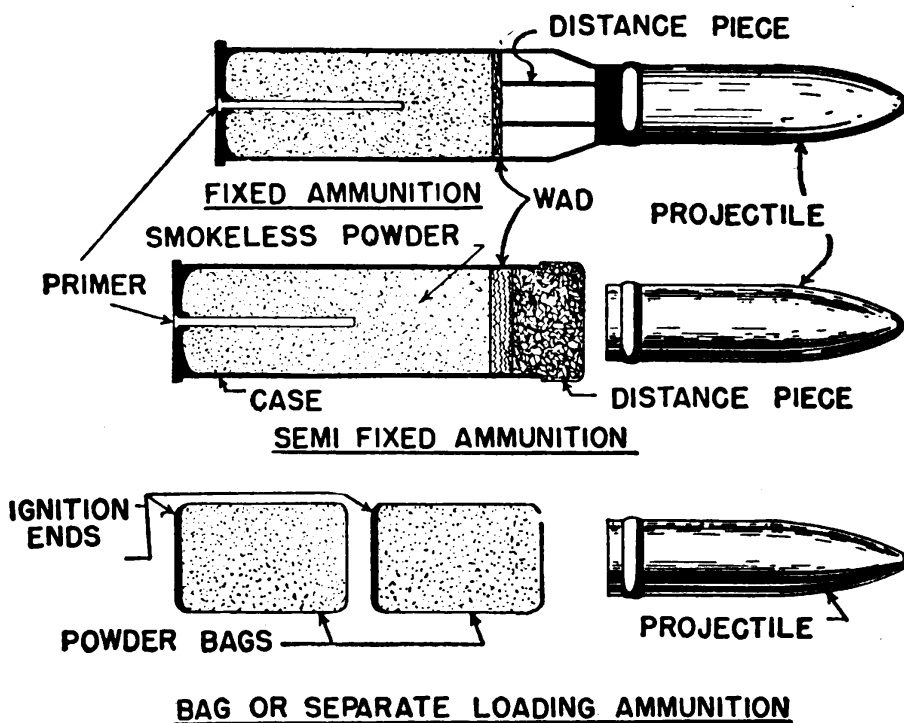 DISTANCE PIECE
FIXED AMMUNITION
WAD
PROJECTILE
SMOKELESS POWDER
PRIMER
CASE
DISTANCE PIECE
SEMI FIXED AMMUNITION
IGNITION
ENDS
POWDER BAGS
PROJECTILE
BAG OR SEPARATE LOADING AMMUNITION